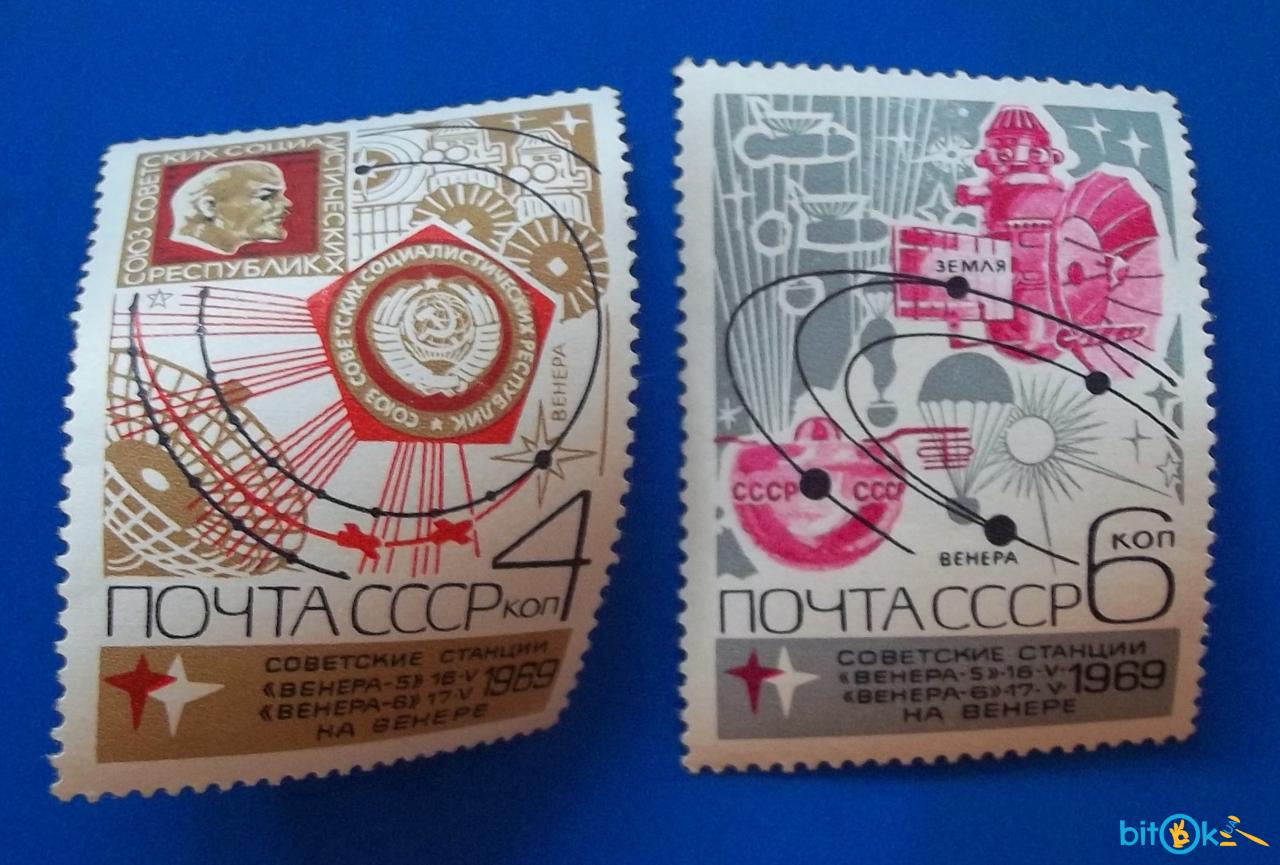 СОЮЗ СОВЕТСКИХ СОЦИАЛИСТИЧЕСКИХ
РЕСПУБЛИК
СОЮЗ СОВЕТСКИХ СОЦИАЛИСТИЧЕСКИХ РЕСПУБЛИК
ВЕНЕРА
4
ПОЧТА СССР КОП
СОВЕТСКИЕ СТАНЦИИ
«ВЕНЕРА-5» 16·V
«ВЕНЕРА-6» 17·V 1969
НА ВЕНЕРЕ
ЗЕМЛЯ
СССР СССР
ВЕНЕРА
6 КОП
ПОЧТА СССР
СОВЕТСКИЕ СТАНЦИИ
«ВЕНЕРА-5»·16·V
«ВЕНЕРА-6»·17·V· 1969
НА ВЕНЕРЕ
bitOk UA